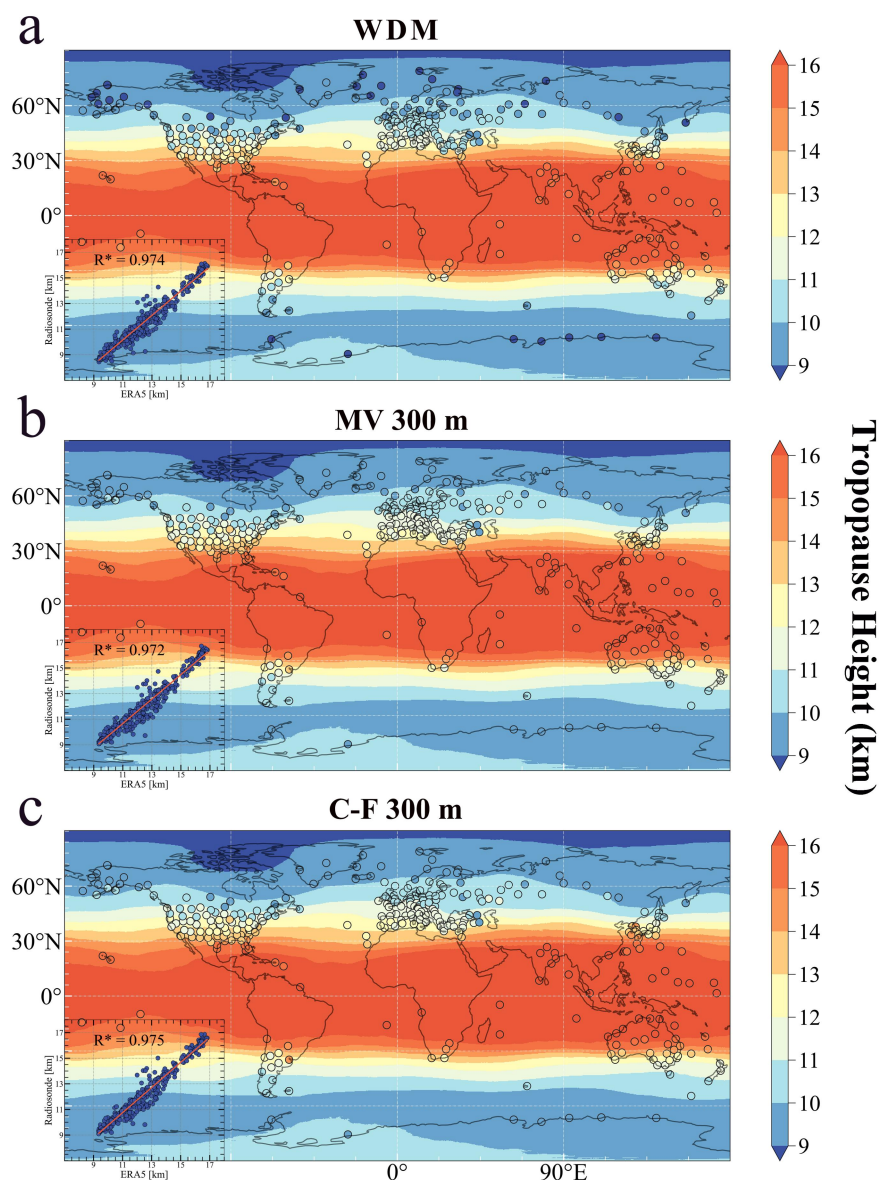 a
WDM
60°N
30°N
0°
R* = 0.974
Radiosonde [km]
17
15
13
11
9
9 11 13 15 17
ERA5 [km]
16
15
14
13
12
11
10
9
b
MV 300 m
60°N
30°N
0°
R* = 0.972
Radiosonde [km]
17
15
13
11
9
9 11 13 15 17
ERA5 [km]
16
15
14
13
12
11
10
9
Tropopause Height (km)
c
C-F 300 m
60°N
30°N
0°
R* = 0.975
Radiosonde [km]
17
15
13
11
9
9 11 13 15 17
ERA5 [km]
0° 90°E
16
15
14
13
12
11
10
9